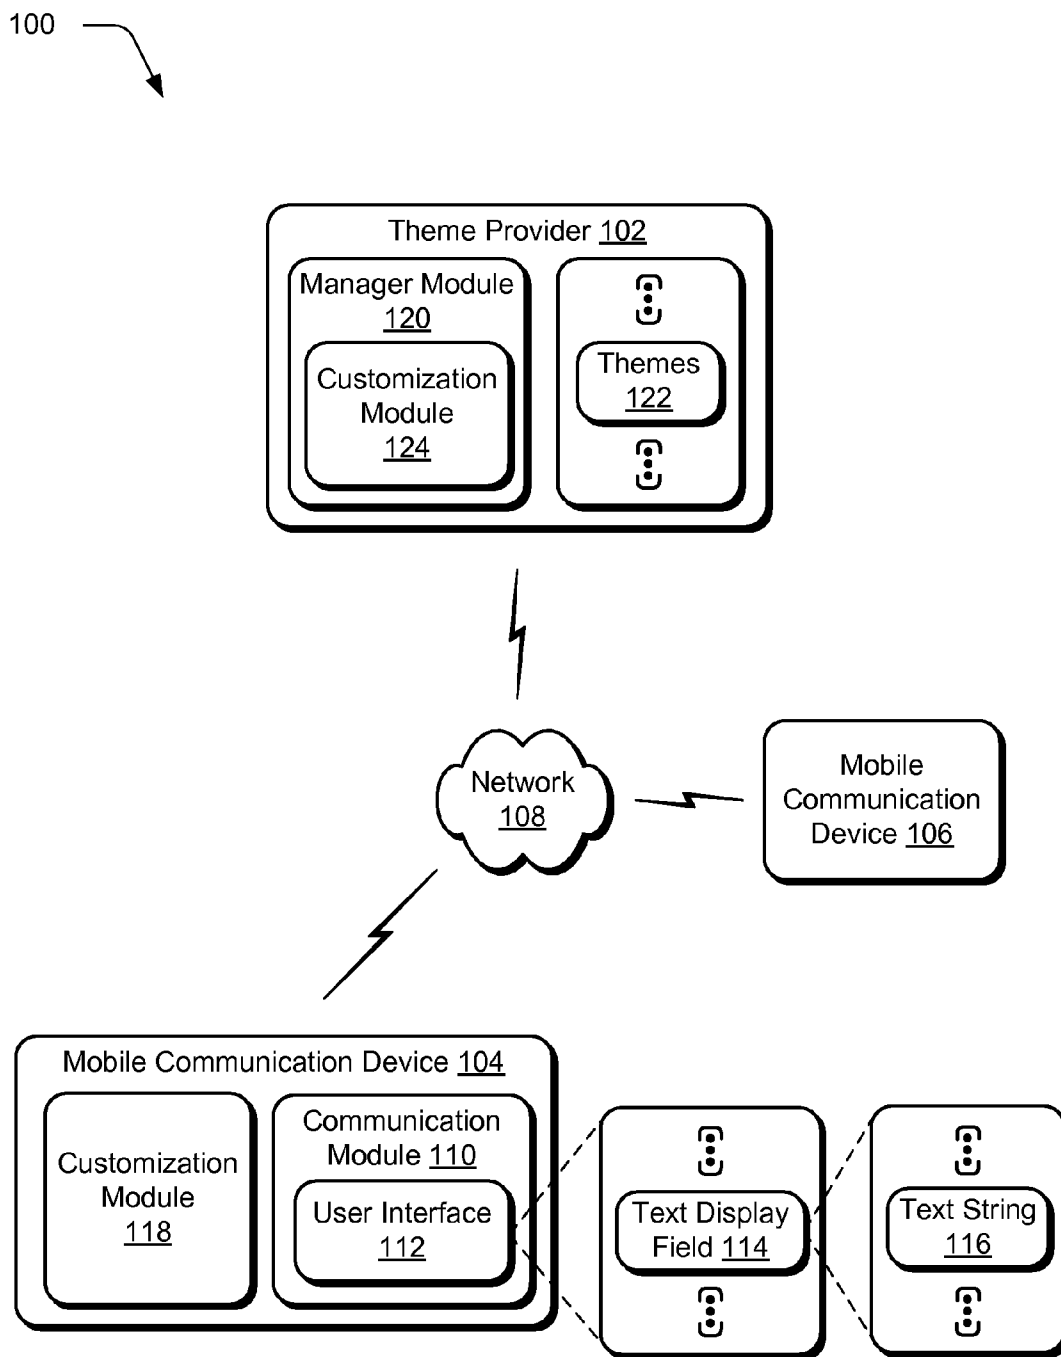 100
Theme Provider 102
Manager Module
120
Customization
Module
124
Themes
122
Network
108
Mobile
Communication
Device 106
Mobile Communication Device 104
Customization
Module
118
Communication
Module 110
User Interface
112
Text Display
Field 114
Text String
116